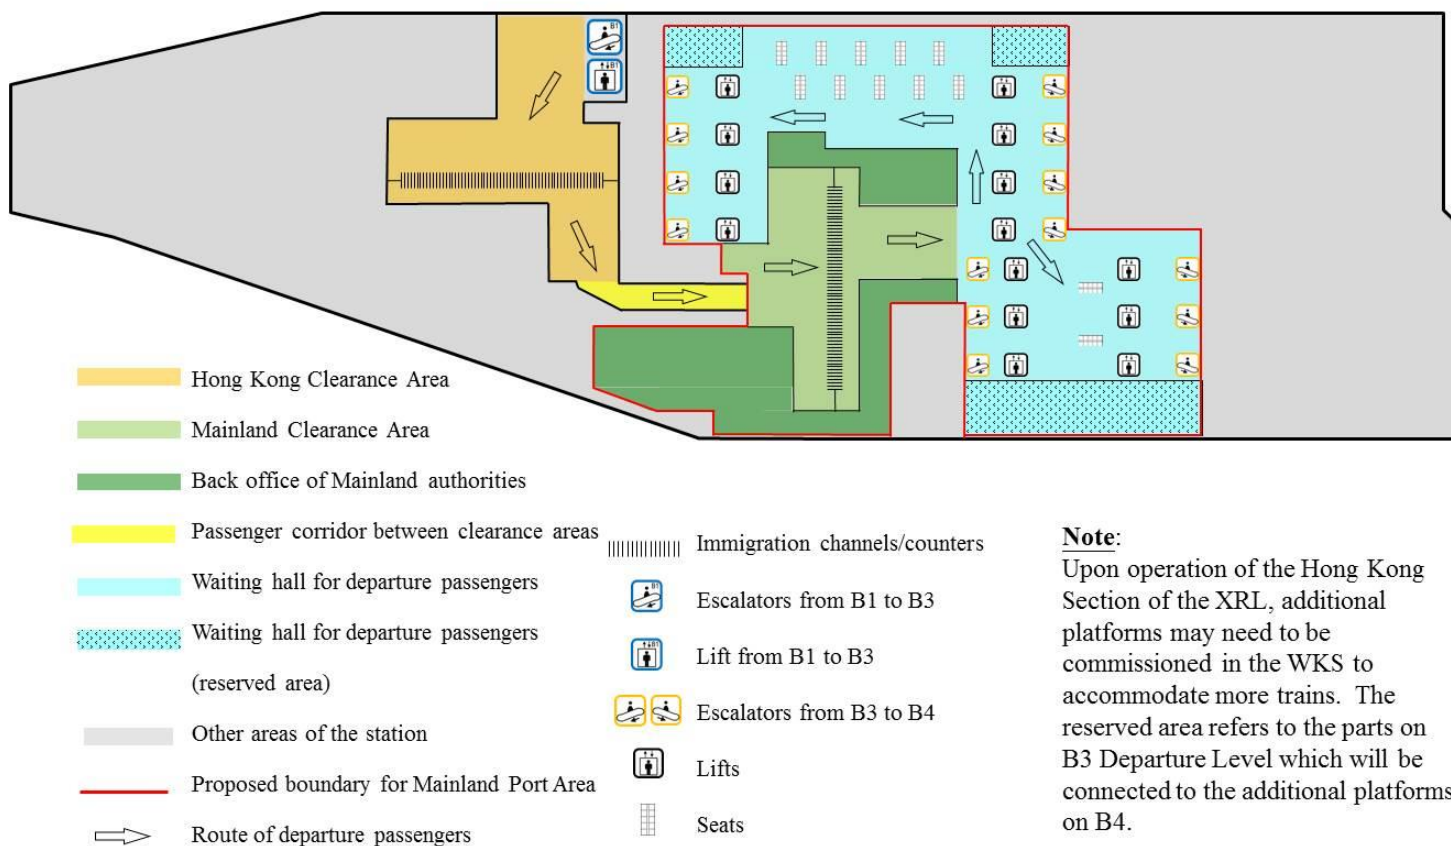 B1
B1
Hong Kong Clearance Area
Mainland Clearance Area
Back office of Mainland authorities
Passenger corridor between clearance areas
Waiting hall for departure passengers
Waiting hall for departure passengers
(reserved area)
Other areas of the station
Proposed boundary for Mainland Port Area
Route of departure passengers
Immigration channels/counters
B1
Escalators from B1 to B3
B1
Lift from B1 to B3
Escalators from B3 to B4
Lifts
Seats
Note:
Upon operation of the Hong Kong
Section of the XRL, additional
platforms may need to be
commissioned in the WKS to
accommodate more trains. The
reserved area refers to the parts on
B3 Departure Level which will be
connected to the additional platforms
on B4.